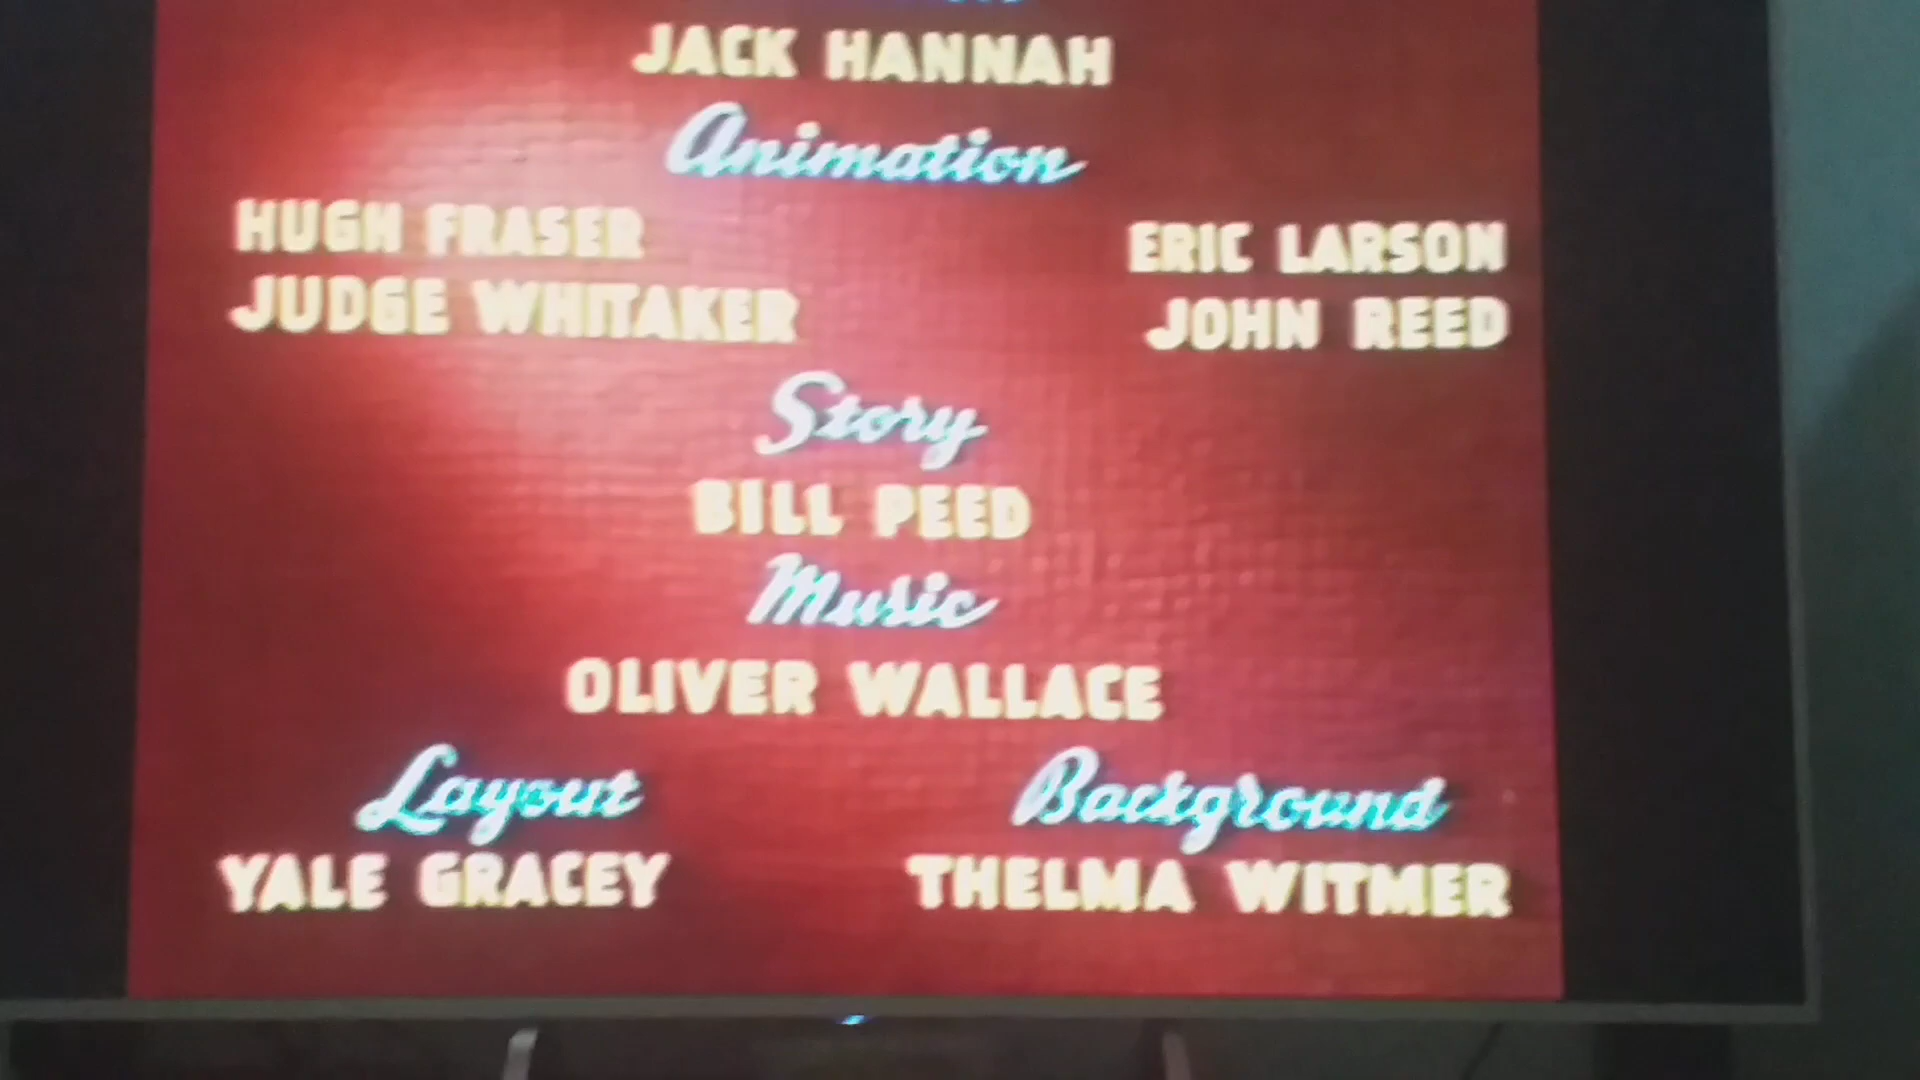 JACK HANNAH
Animation
HUGH FRASER ERIC LARSON
JUDGE WHITAKER JOHN REED
Story
BILL PEED
Music
OLIVER WALLACE
Layout Background
YALE GRACEY THELMA WITMER